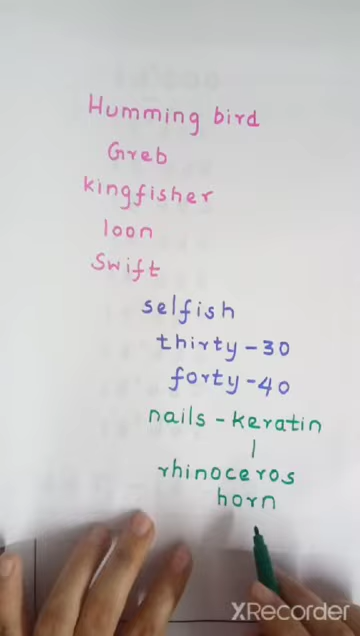 Humming bird
Greb
kingfisher
loon
Swift
selfish
thirty-30
forty-40
nails - keratin
rhinoceros
horn
XRecorder